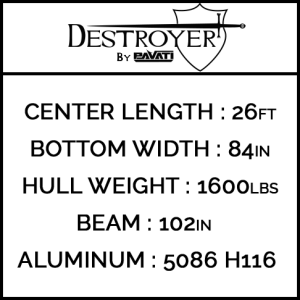 DESTROYER
BY PAVATI
CENTER LENGTH : 26FT
BOTTOM WIDTH : 84IN
HULL WEIGHT : 1600LBS
BEAM : 102IN
ALUMINUM : 5086 H116